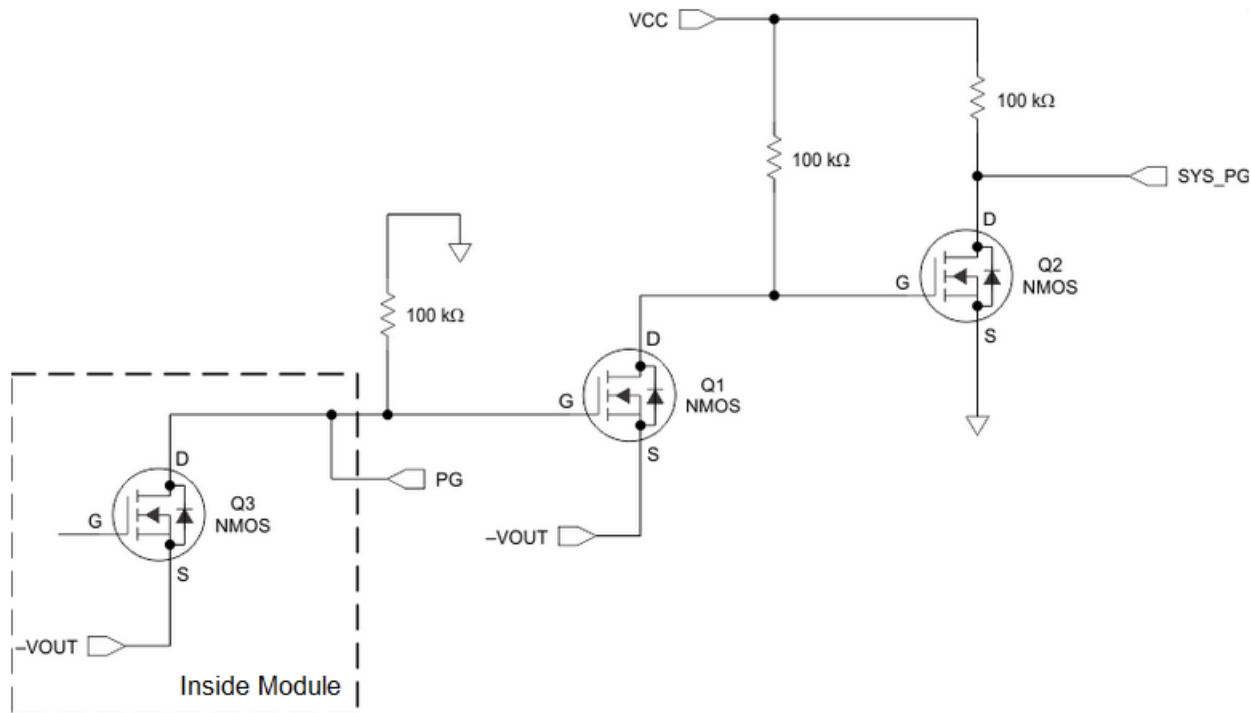 VCC
100 kΩ
100 kΩ
SYS_PG
D
Q2
NMOS
G
S
100 kΩ
D
Q1
NMOS
G
S
PG
D
Q3
NMOS
G
S
–VOUT
–VOUT
Inside Module